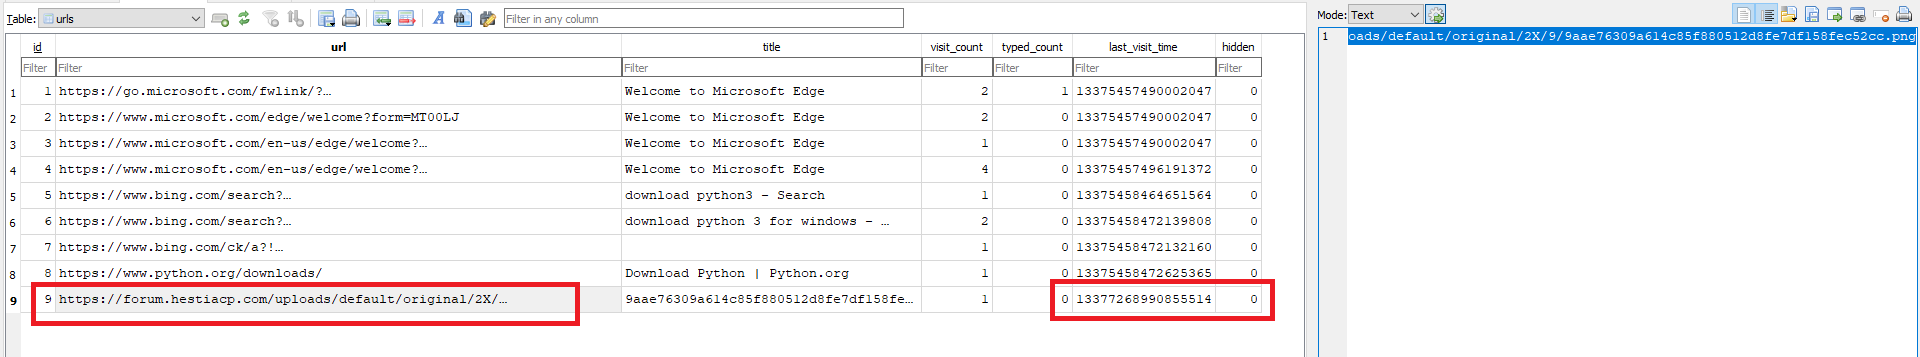 Table: urls Filter in any column
id url title visit_count typed_count last_visit_time hidden
Filter Filter Filter Filter Filter Filter Filter
1 1 https://go.microsoft.com/fwlink/?… Welcome to Microsoft Edge 2 1 13375457490002047 0
2 2 https://www.microsoft.com/edge/welcome?form=MT00LJ Welcome to Microsoft Edge 2 0 13375457490002047 0
3 3 https://www.microsoft.com/en-us/edge/welcome?… Welcome to Microsoft Edge 1 0 13375457490002047 0
4 4 https://www.microsoft.com/en-us/edge/welcome?… Welcome to Microsoft Edge 4 0 13375457496191372 0
5 5 https://www.bing.com/search?… download python3 - Search 1 0 13375458464651564 0
6 6 https://www.bing.com/search?… download python 3 for windows - … 2 0 13375458472139808 0
7 7 https://www.bing.com/ck/a?!… 1 0 13375458472132160 0
8 8 https://www.python.org/downloads/ Download Python | Python.org 1 0 13375458472625365 0
9 9 https://forum.hestiacp.com/uploads/default/original/2X/… 9aae76309a614c85f880512d8fe7df158fe… 1 0 13377268990855514 0
Mode: Text
1 oads/default/original/2X/9/9aae76309a614c85f880512d8fe7df158fec52cc.png